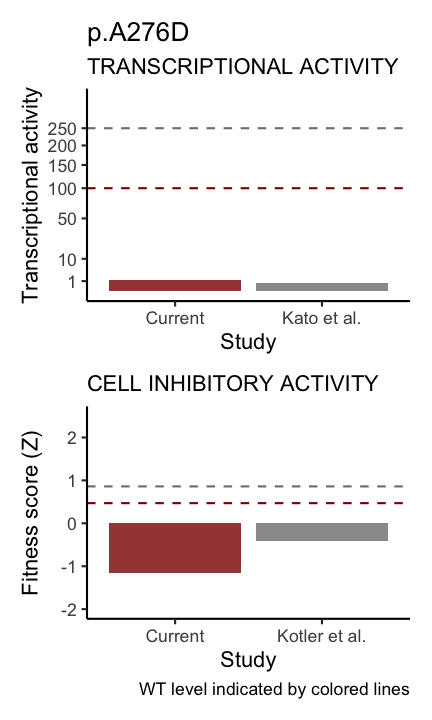 p.A276D
TRANSCRIPTIONAL ACTIVITY
Transcriptional activity
250
200
150
100
50
10
1
Current
Kato et al.
Study
CELL INHIBITORY ACTIVITY
Fitness score (Z)
2
1
0
-1
-2
Current
Kotler et al.
Study
WT level indicated by colored lines